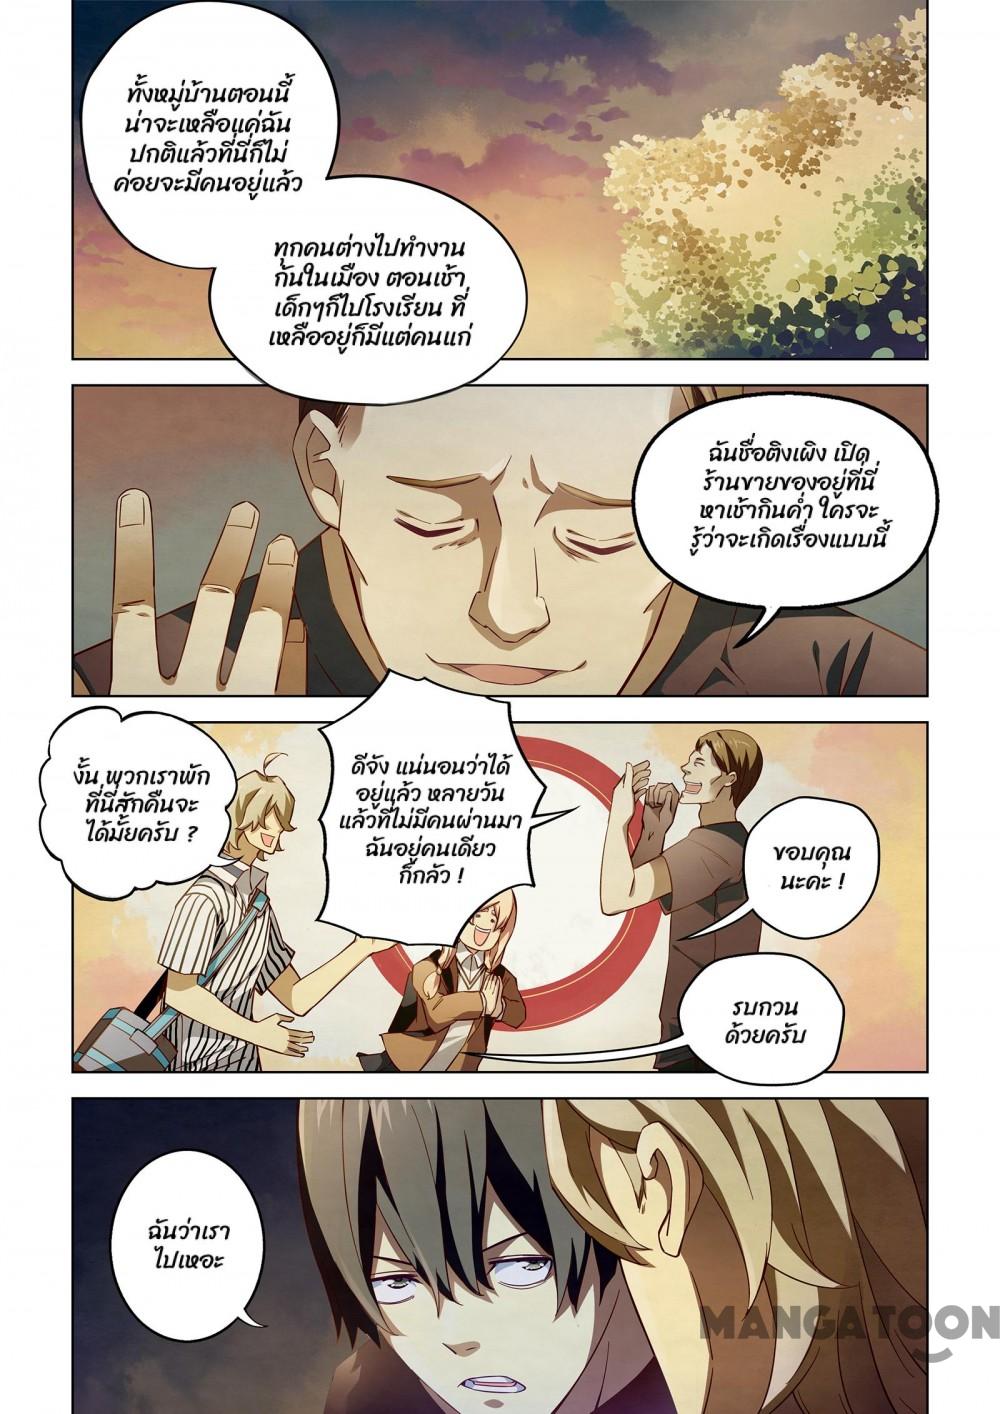 ทั้งหมู่บ้านตอนนี้
น่าจะเหลือแค่ฉัน
ปกติแล้วที่นี่ก็ไม่
ค่อยจะมีคนอยู่แล้ว
ทุกคนต่างไปทำงาน
กันในเมือง ตอนเช้า
เด็กๆก็ไปโรงเรียน ที่
เหลืออยู่ก็มีแต่คนแก่
ฉันชื่อติงเผิง เปิด
ร้านขายของอยู่ที่นี่
หาเช้ากินค่ำ ใครจะ
รู้ว่าจะเกิดเรื่องแบบนี้
งั้น พวกเราพัก
ที่นี่สักคืนจะ
ได้มั้ยครับ ?
ดีจัง แน่นอนว่าได้
อยู่แล้ว หลายวัน
แล้วที่ไม่มีคนผ่านมา
ฉันอยู่คนเดียว
ก็กลัว !
ขอบคุณ
นะคะ !
รบกวน
ด้วยครับ
ฉันว่าเรา
ไปเหอะ
MANGATOON